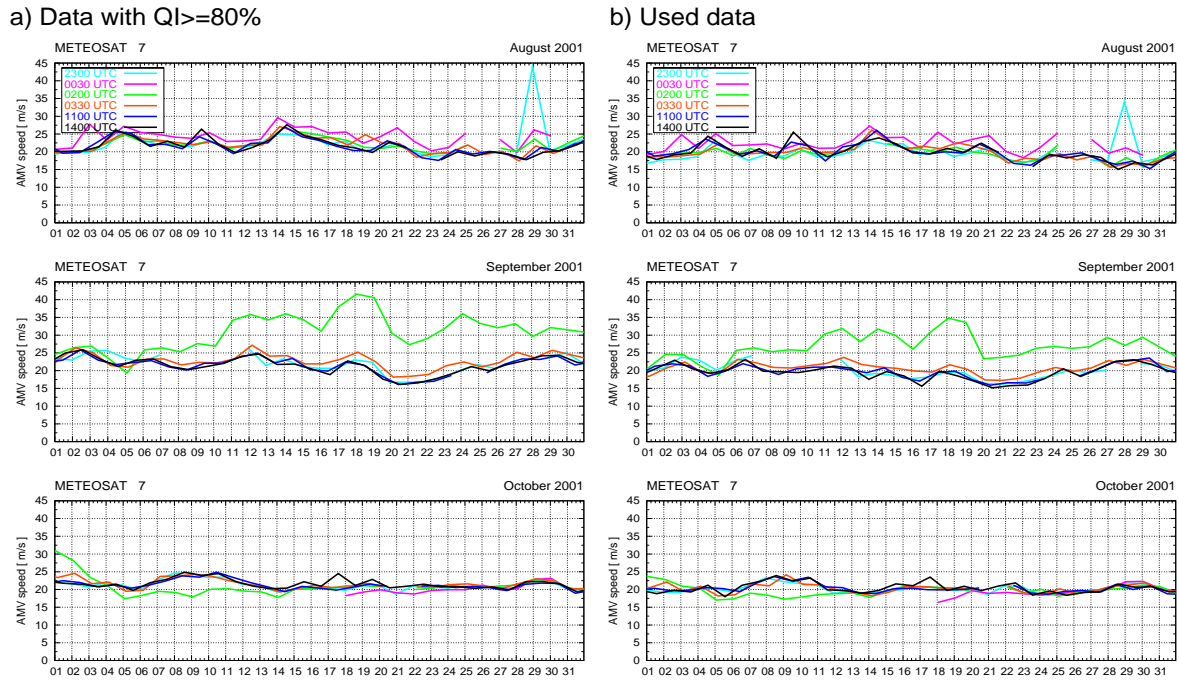 a) Data with QI>=80%
METEOSAT 7 August 2001
AMV speed [ m/s]
45
40
35
30
25
20
15
10
5
0
2300 UTC
0030 UTC
0200 UTC
0330 UTC
1100 UTC
1400 UTC
01 02 03 04 05 06 07 08 09 10 11 12 13 14 15 16 17 18 19 20 21 22 23 24 25 26 27 28 29 30 31
METEOSAT 7 September 2001
AMV speed [ m/s]
45
40
35
30
25
20
15
10
5
0
01 02 03 04 05 06 07 08 09 10 11 12 13 14 15 16 17 18 19 20 21 22 23 24 25 26 27 28 29 30
METEOSAT 7 October 2001
AMV speed [ m/s]
45
40
35
30
25
20
15
10
5
0
01 02 03 04 05 06 07 08 09 10 11 12 13 14 15 16 17 18 19 20 21 22 23 24 25 26 27 28 29 30 31
b) Used data
METEOSAT 7 August 2001
AMV speed [ m/s]
45
40
35
30
25
20
15
10
5
0
2300 UTC
0030 UTC
0200 UTC
0330 UTC
1100 UTC
1400 UTC
01 02 03 04 05 06 07 08 09 10 11 12 13 14 15 16 17 18 19 20 21 22 23 24 25 26 27 28 29 30 31
METEOSAT 7 September 2001
AMV speed [ m/s]
45
40
35
30
25
20
15
10
5
0
01 02 03 04 05 06 07 08 09 10 11 12 13 14 15 16 17 18 19 20 21 22 23 24 25 26 27 28 29 30
METEOSAT 7 October 2001
AMV speed [ m/s]
45
40
35
30
25
20
15
10
5
0
01 02 03 04 05 06 07 08 09 10 11 12 13 14 15 16 17 18 19 20 21 22 23 24 25 26 27 28 29 30 31